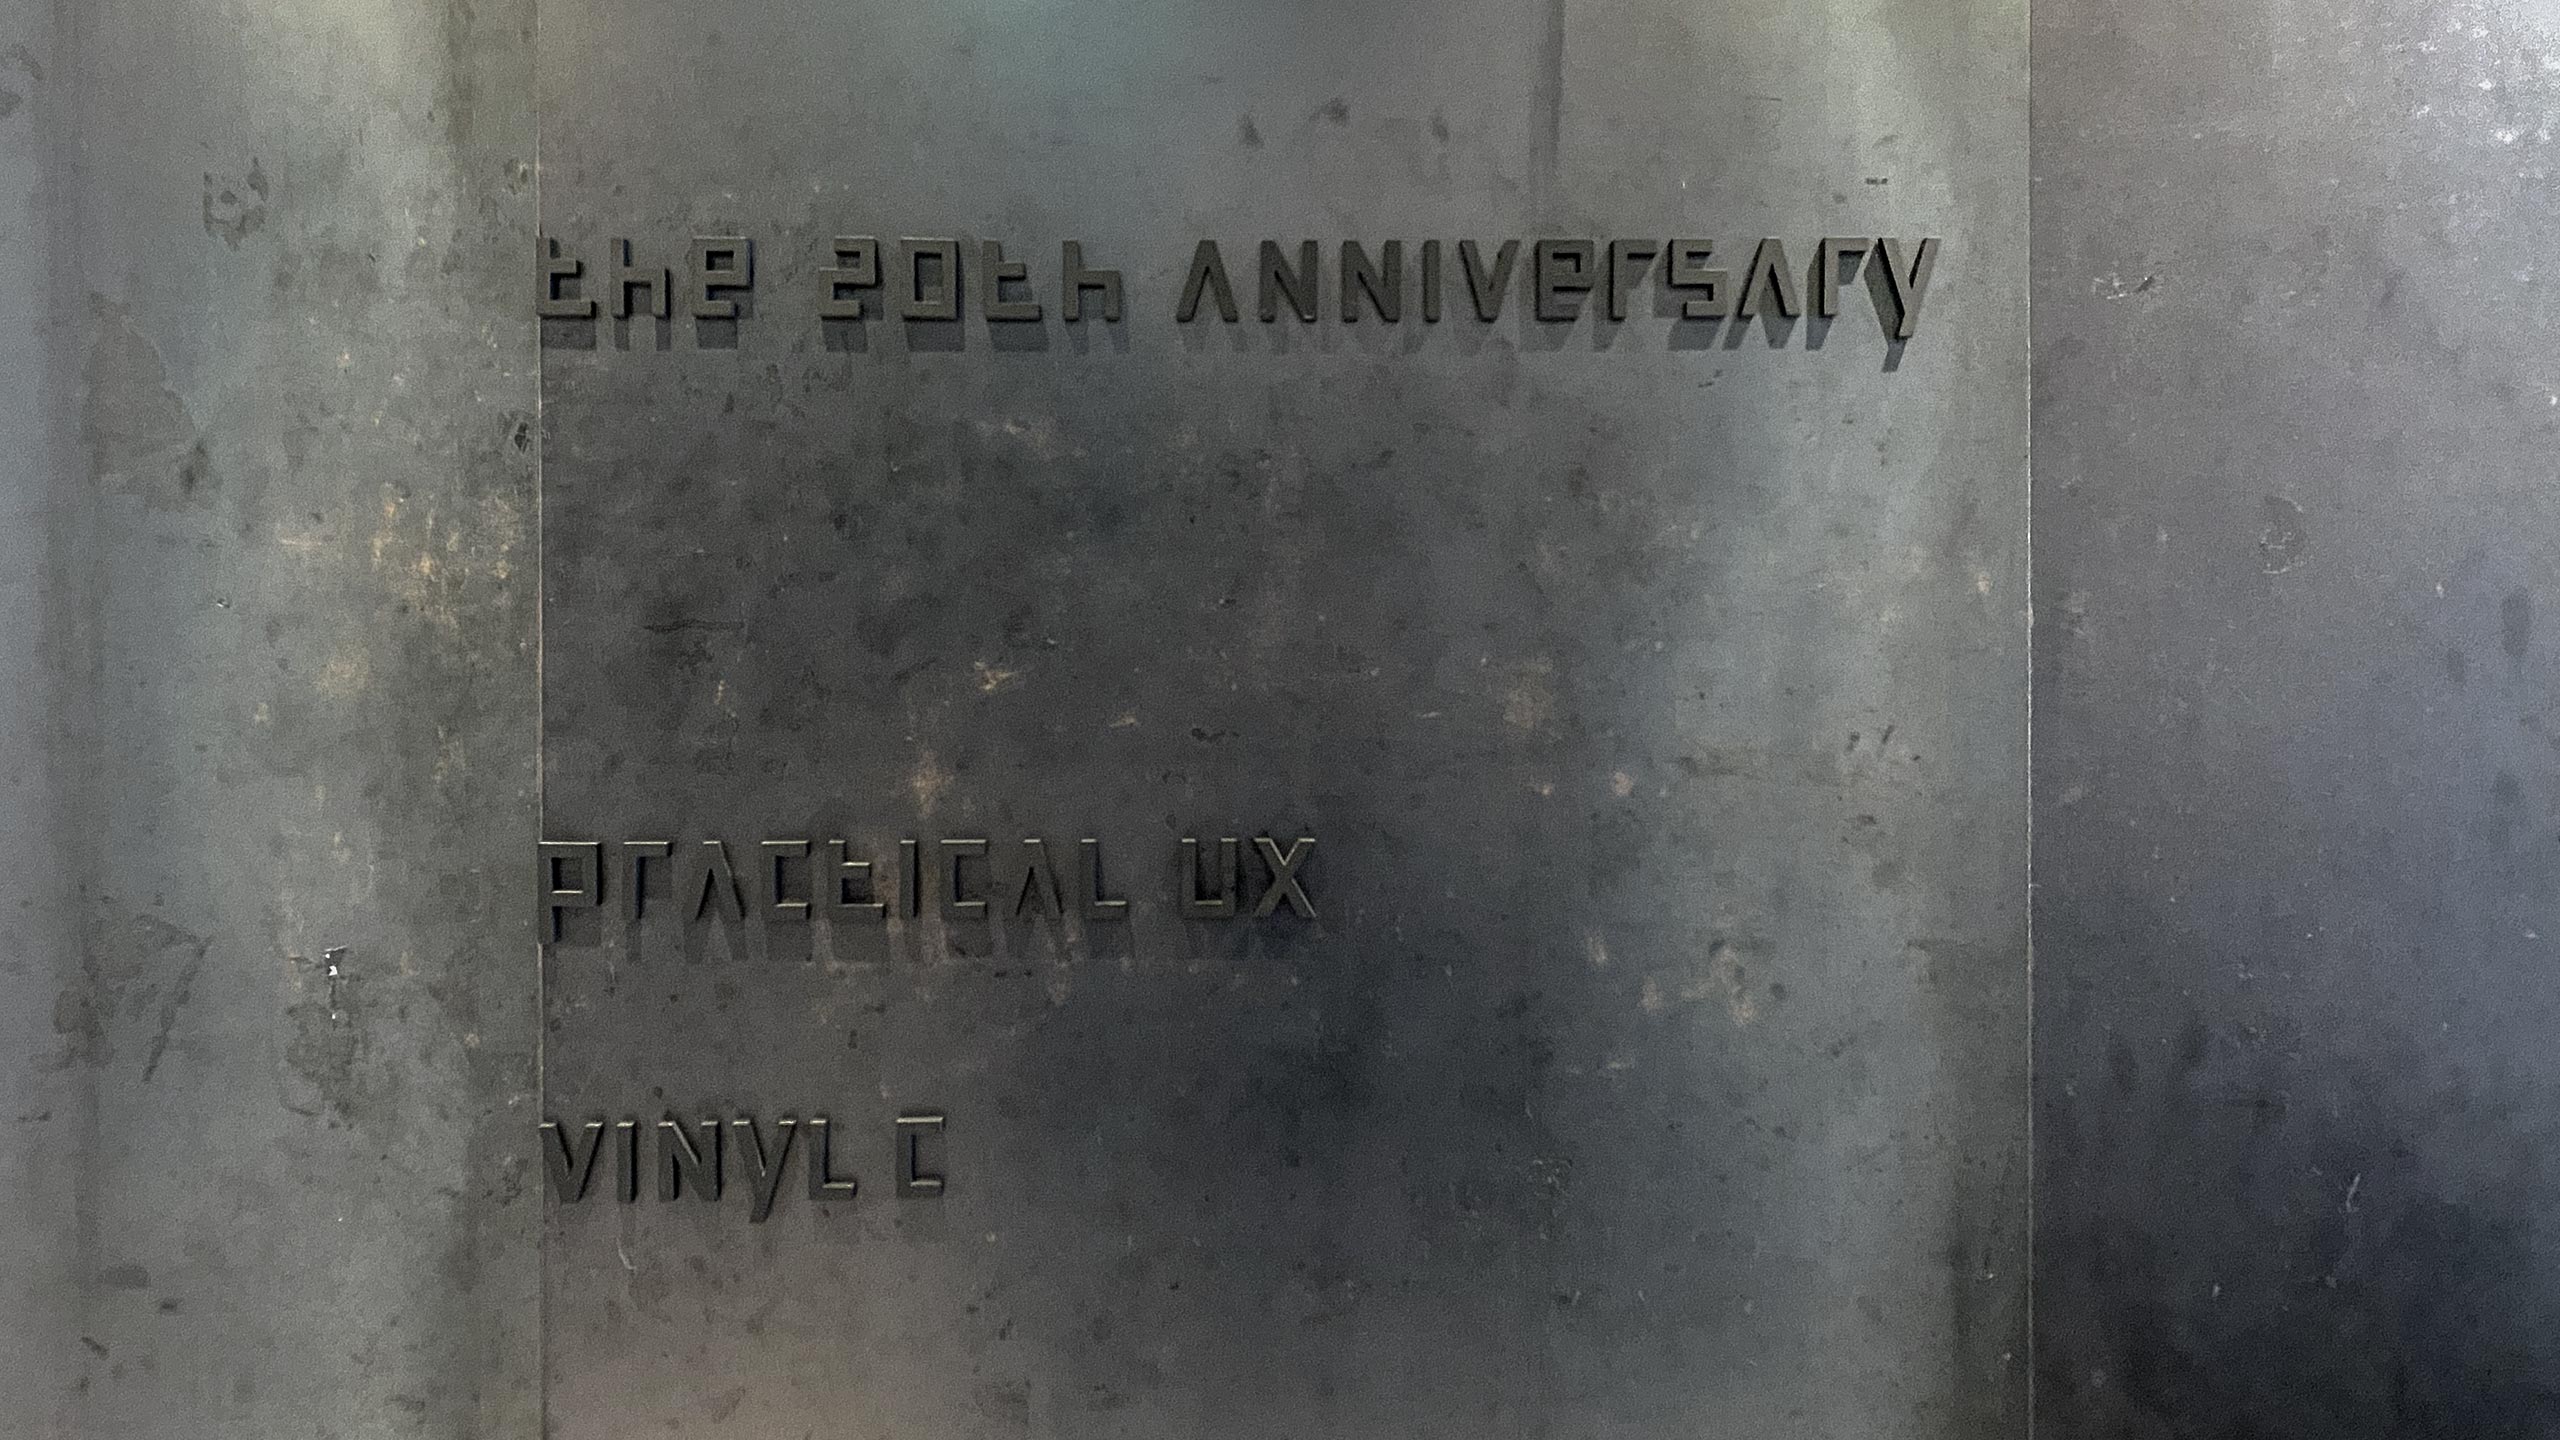 the 20th ANNIVersAry
PrACtICAL UX
VINyL C